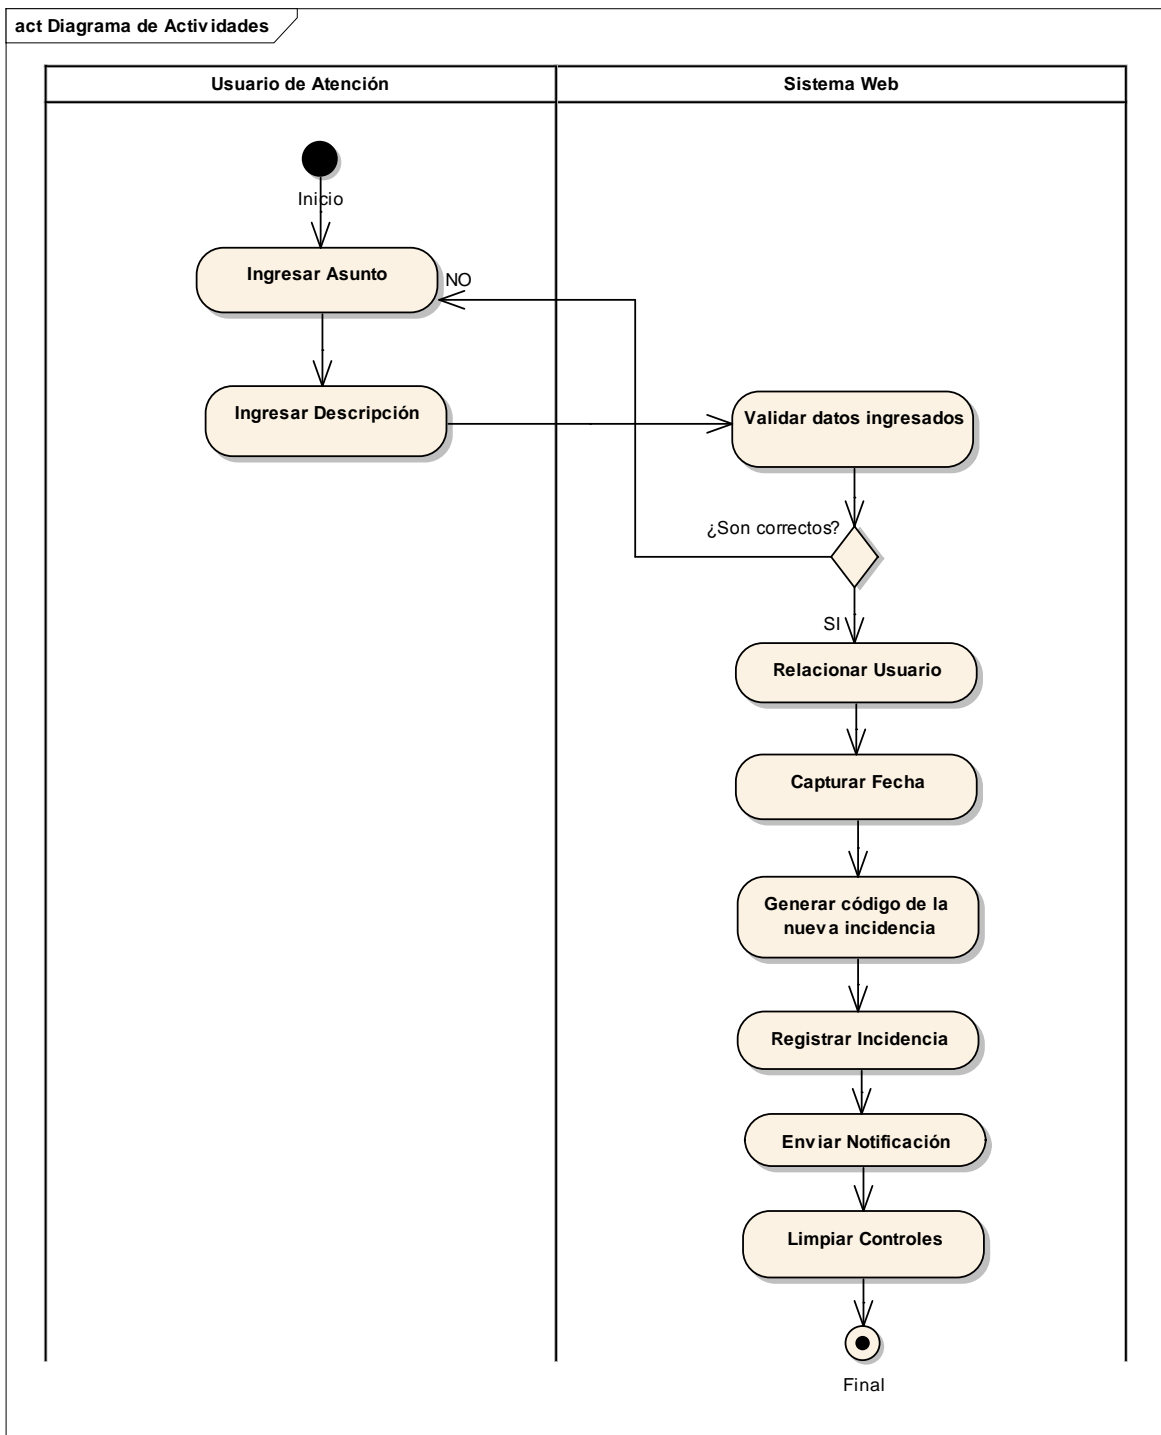 act Diagrama de Actividades
Usuario de Atención
Sistema Web
Inicio
Ingresar Asunto
NO
Ingresar Descripción
Validar datos ingresados
¿Son correctos?
SI
Relacionar Usuario
Capturar Fecha
Generar código de la
nueva incidencia
Registrar Incidencia
Enviar Notificación
Limpiar Controles
Final